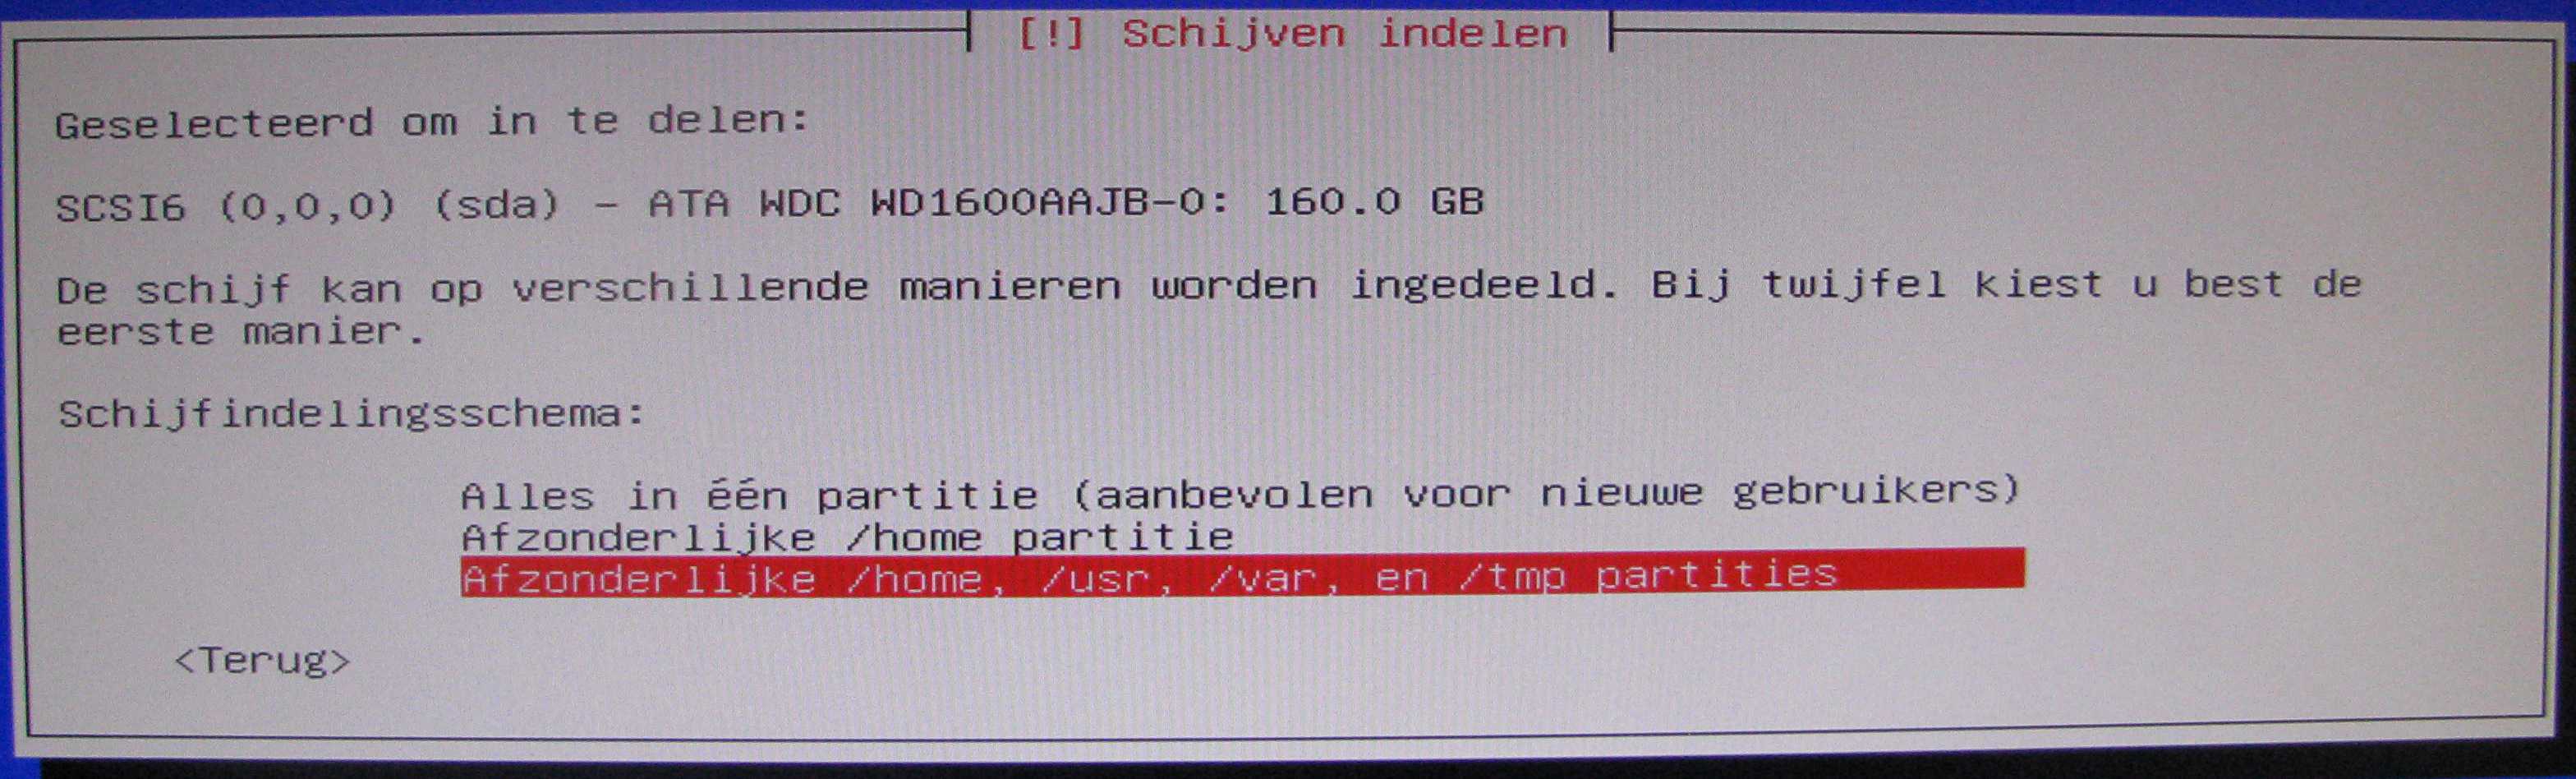 [!] Schijven indelen
Geselecteerd om in te delen:
SCSI6 (0,0,0) (sda) - ATA WDC WD1600AAJB-0: 160.0 GB
De schijf kan op verschillende manieren worden ingedeeld. Bij twijfel kiest u best de
eerste manier.
Schijfindelingsschema:
Alles in één partitie (aanbevolen voor nieuwe gebruikers)
Afzonderlijke /home partitie
Afzonderlijke /home, /usr, /var, en /tmp partities
<Terug>